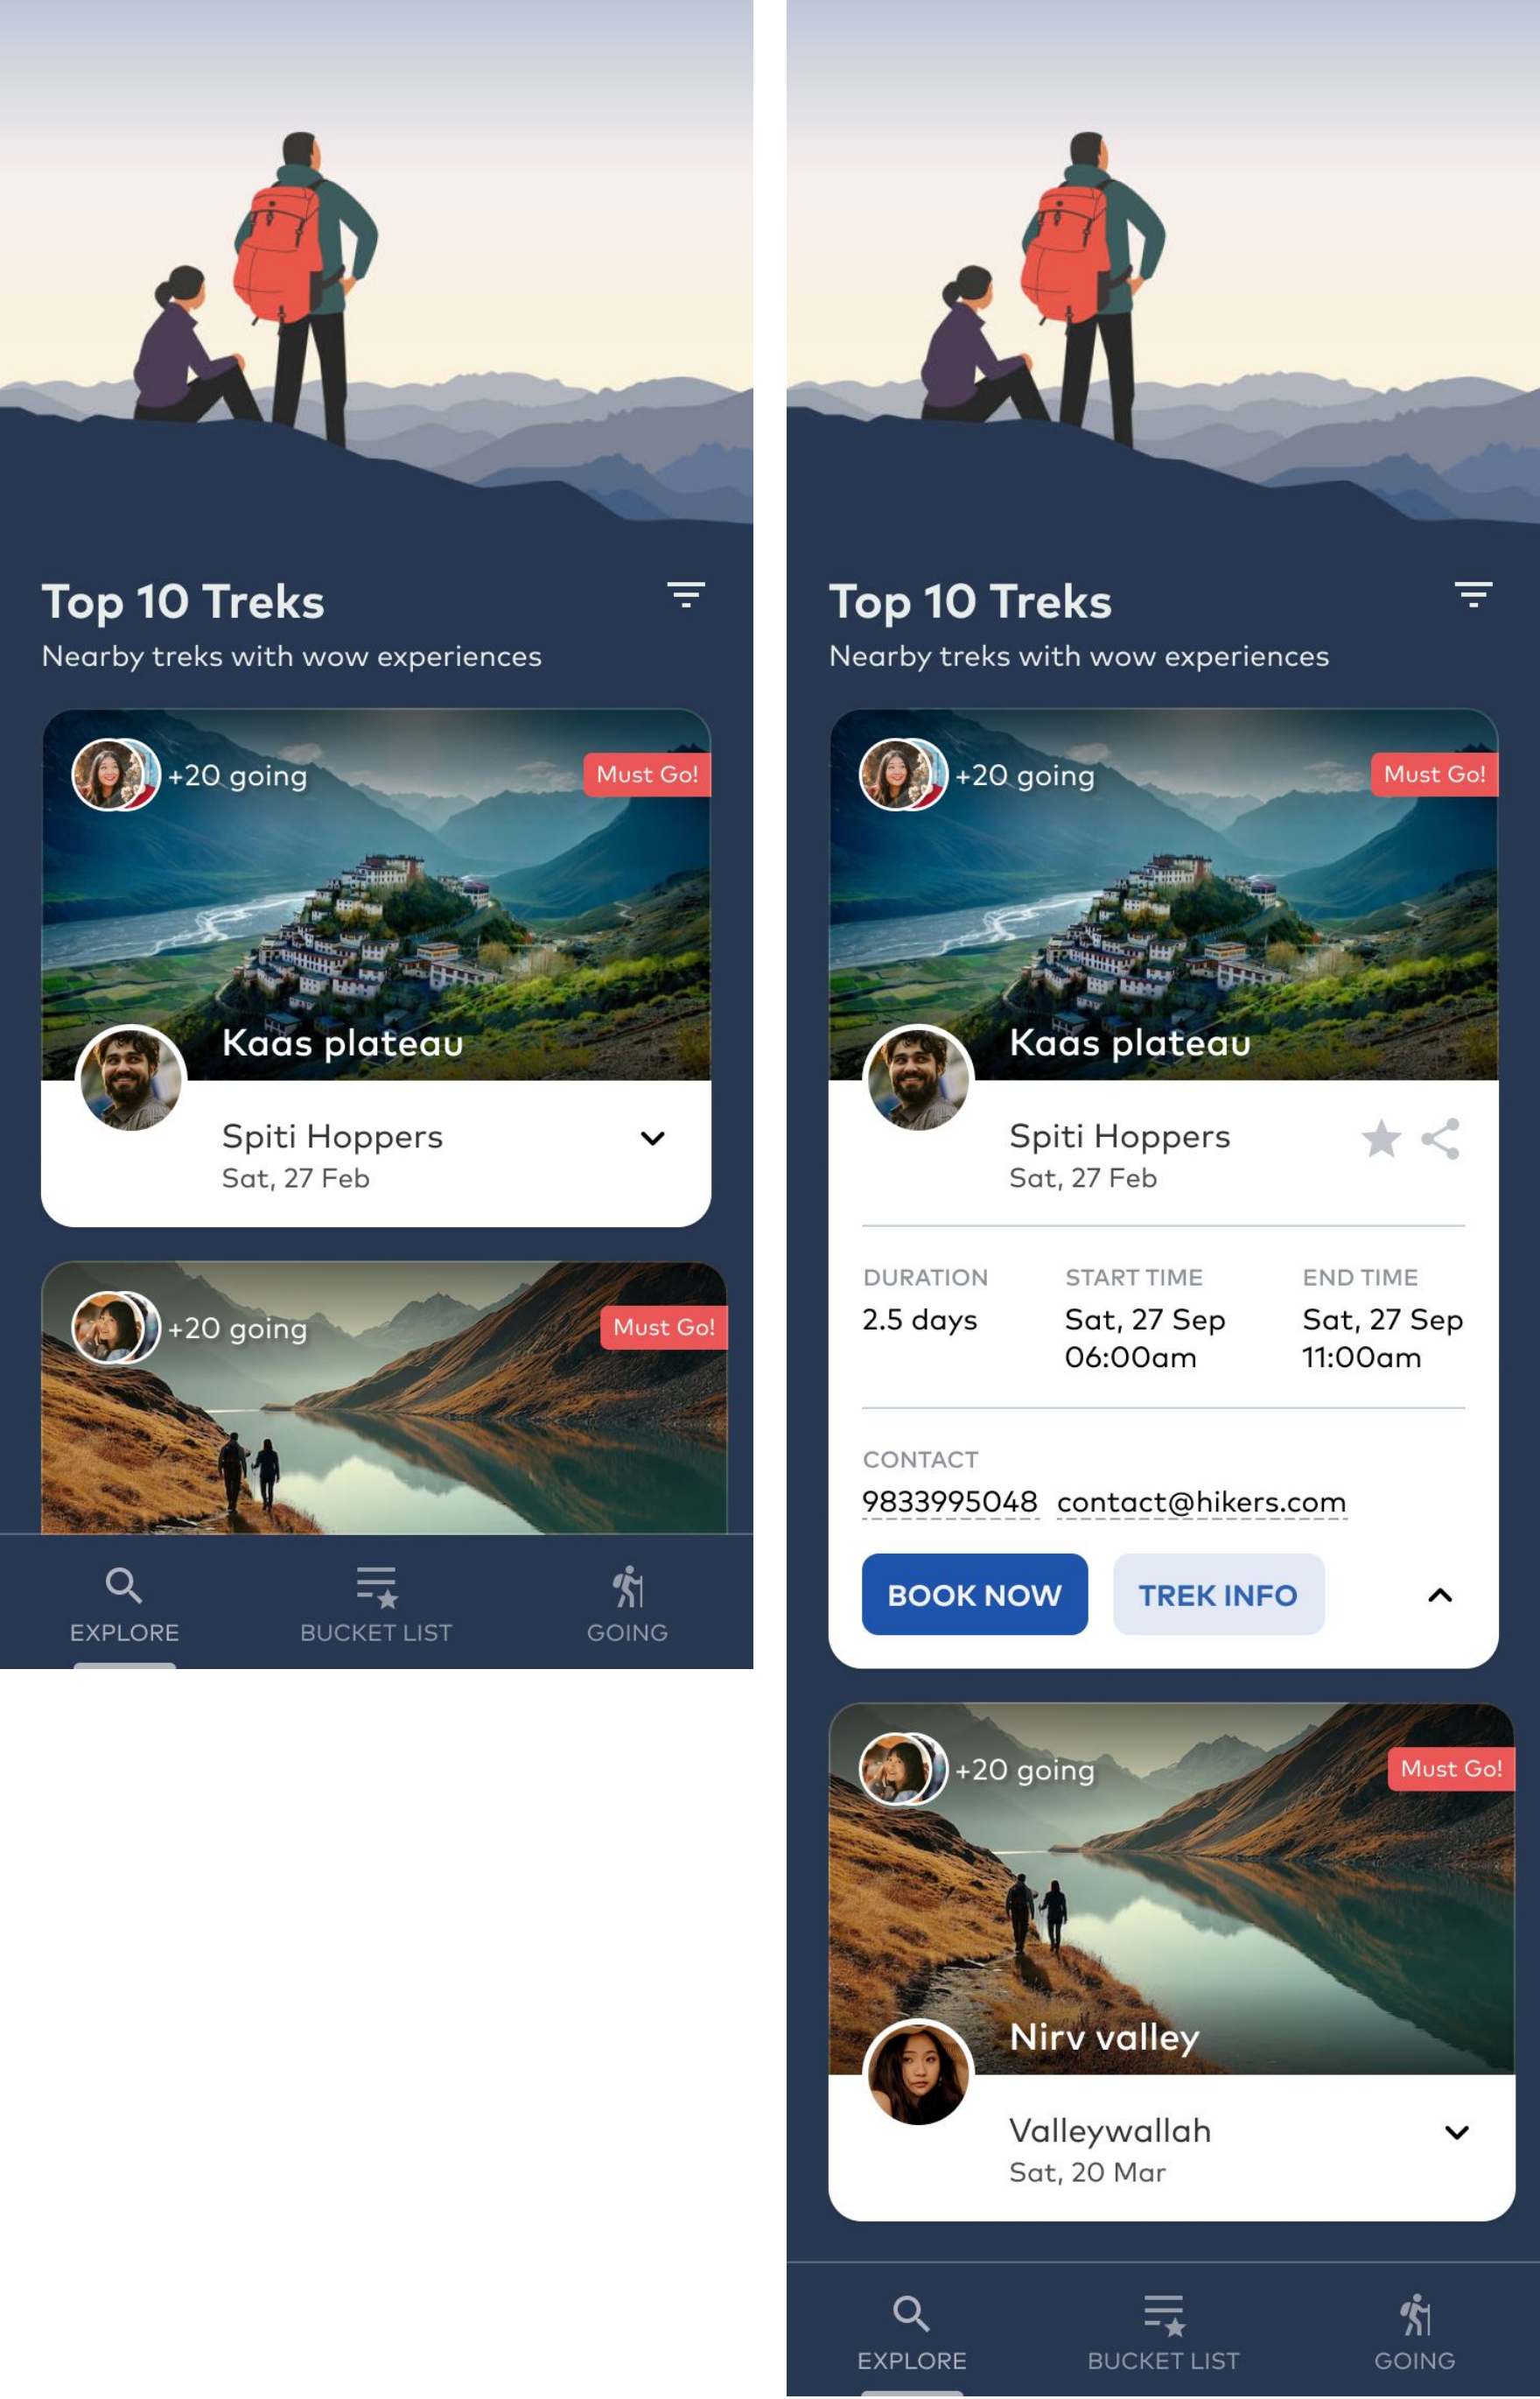 Top 10 Treks
Nearby treks with wow experiences
+20 going
Must Go!
Kaas plateau
Spiti Hoppers
Sat, 27 Feb
+20 going
Must Go!
EXPLORE
BUCKET LIST
GOING
Top 10 Treks
Nearby treks with wow experiences
+20 going
Must Go!
Kaas plateau
Spiti Hoppers
Sat, 27 Feb
DURATION
START TIME
END TIME
2.5 days
Sat, 27 Sep
Sat, 27 Sep
06:00am
11:00am
CONTACT
9833995048 contact@hikers.com
BOOK NOW
TREK INFO
+20 going
Must Go!
Nirv valley
Valleywallah
Sat, 20 Mar
EXPLORE
BUCKET LIST
GOING